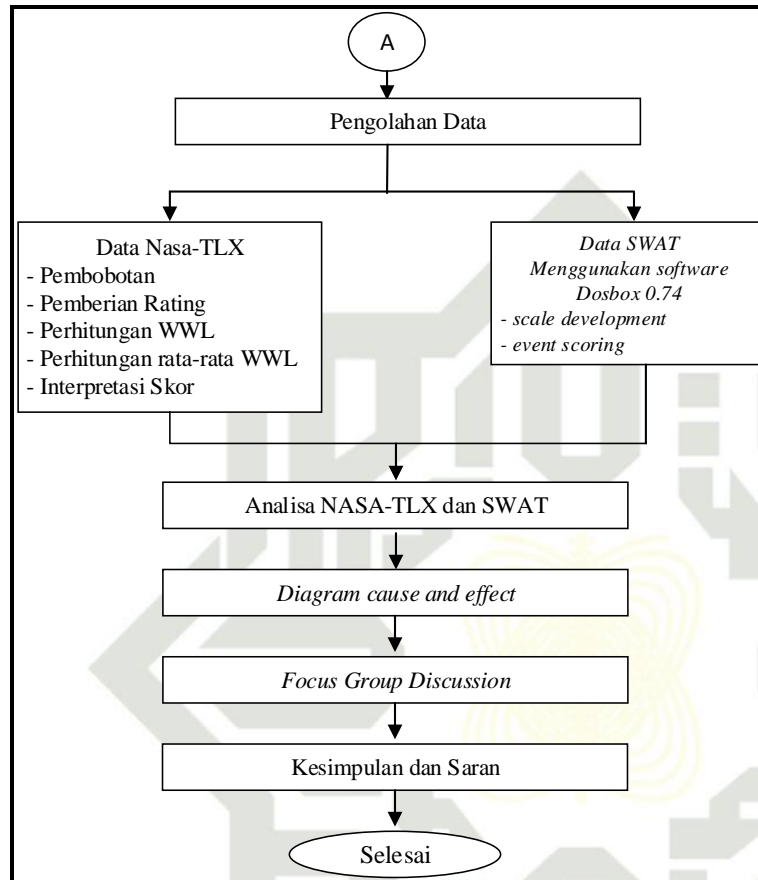 A
Pengolahan Data
Data Nasa-TLX
- Pembobotan
- Pemberian Rating
- Perhitungan WWL
- Perhitungan rata-rata WWL
- Interpretasi Skor
Data SWAT
Menggunakan software
Dosbox 0.74
- scale development
- event scoring
Analisa NASA-TLX dan SWAT
Diagram cause and effect
Focus Group Discussion
Kesimpulan dan Saran
Selesai